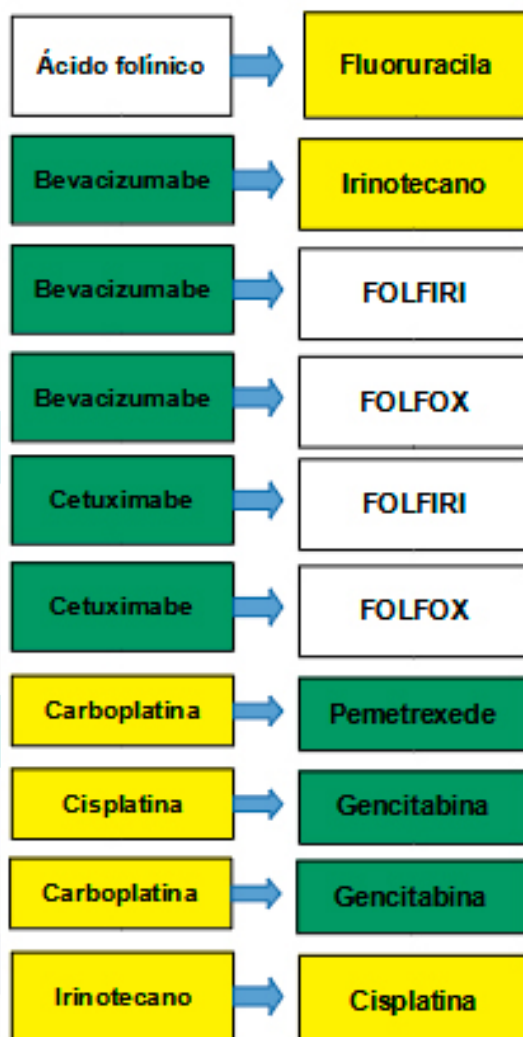 Ácido folínico
Fluoruracila
Bevacizumabe
Irinotecano
Bevacizumabe
FOLFIRI
Bevacizumabe
FOLFOX
Cetuximabe
FOLFIRI
Cetuximabe
FOLFOX
Carboplatina
Pemetrexede
Cisplatina
Gencitabina
Carboplatina
Gencitabina
Irinotecano
Cisplatina